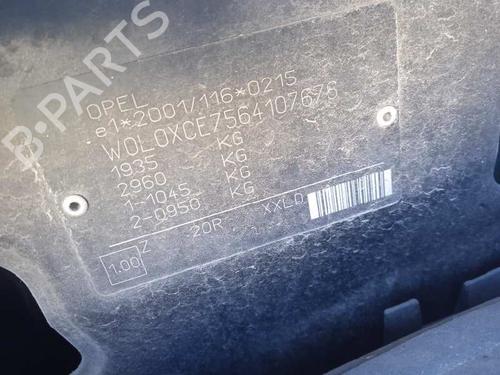 B-PARTS
OPEL
e1*2001/116*0215
W0L0XCE7564107676
1935 KG
2960 KG
1-1045 KG
2-0950 KG
Z 20R XXLD
1.00